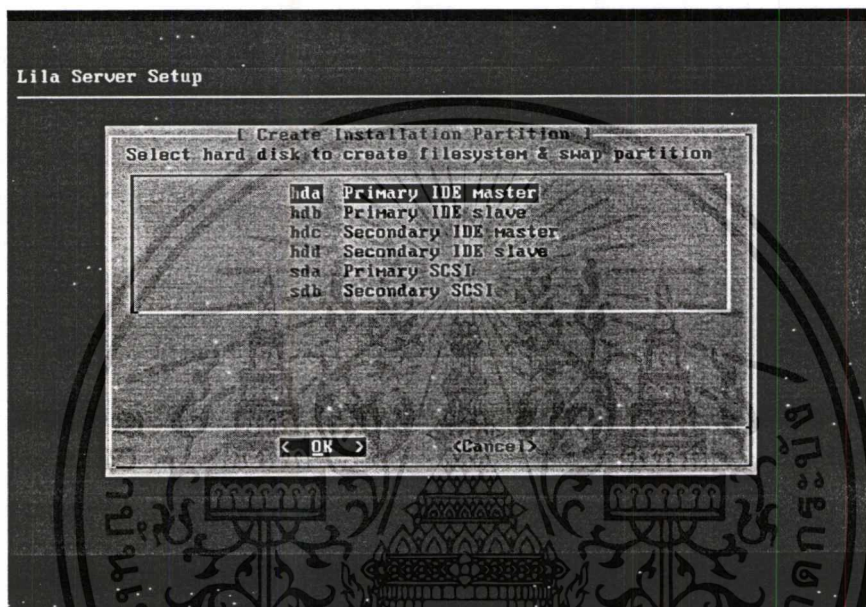 Lila Server Setup
[ Create Installation Partition ]
Select hard disk to create filesystem & swap partition
hda Primary IDE master
hdb Primary IDE slave
hdc Secondary IDE master
hdd Secondary IDE slave
sda Primary SCSI
sdb Secondary SCSI
< OK > <Cancel>